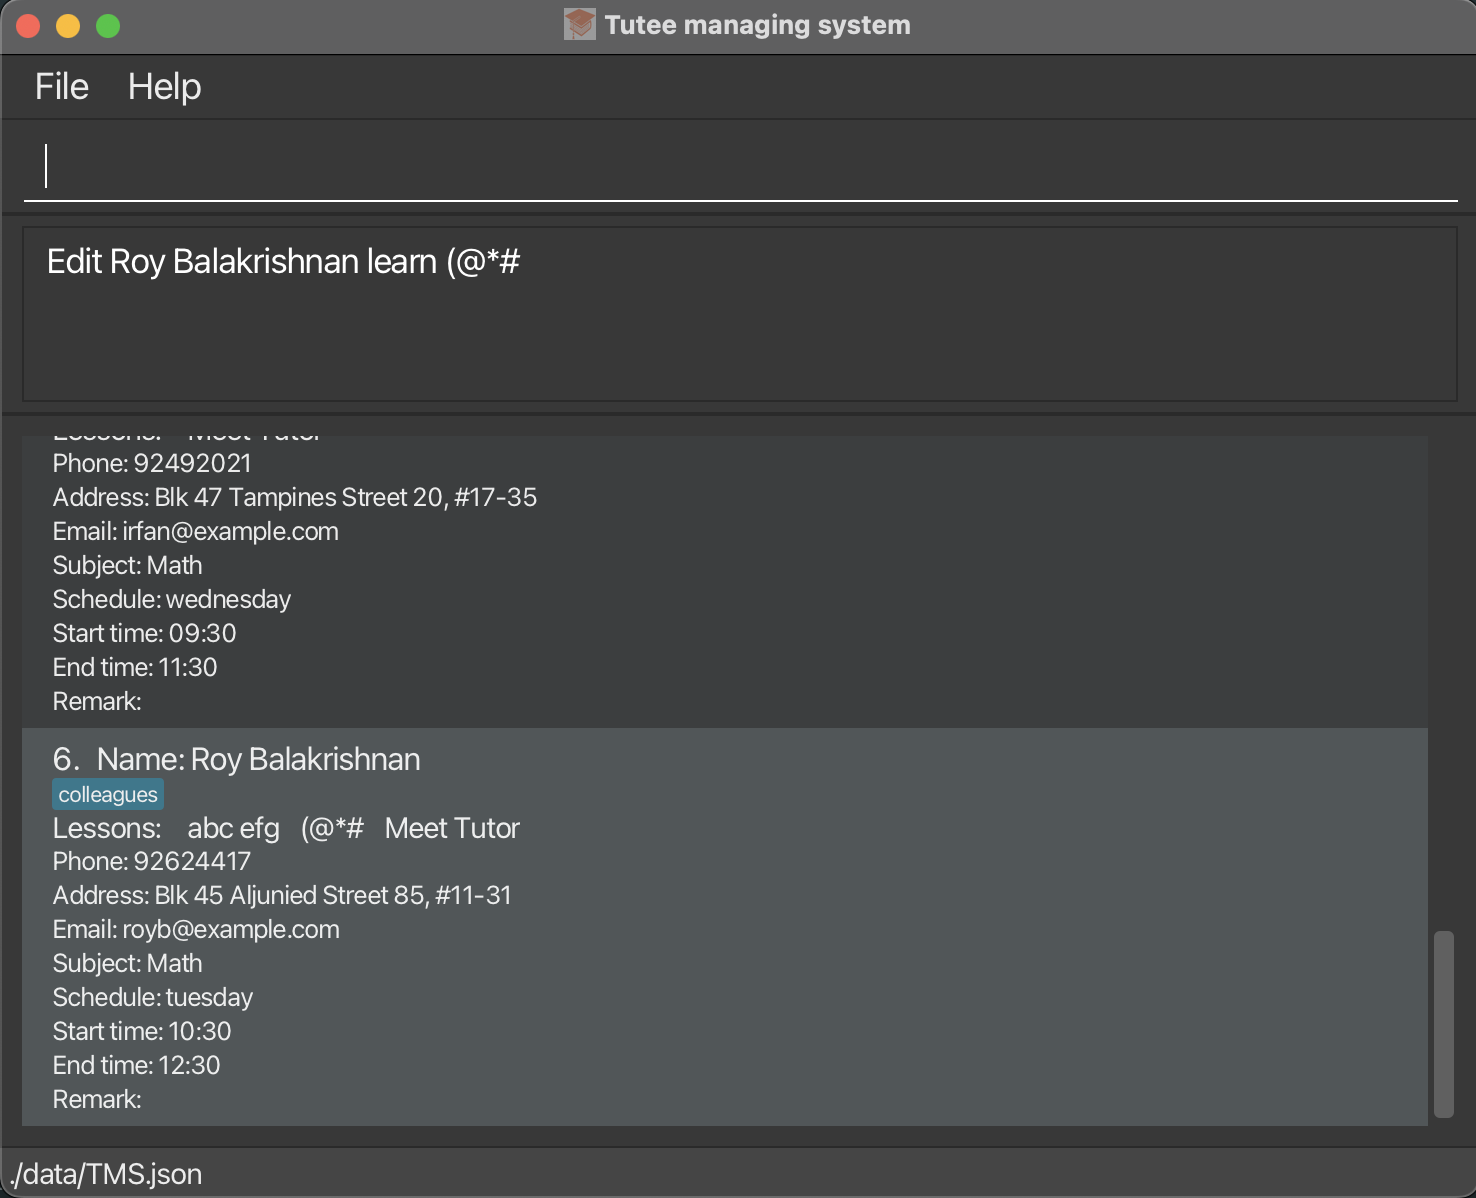 Tutee managing system
File Help
Edit Roy Balakrishnan learn (@*#
Lessons: Meet Tutor
Phone: 92492021
Address: Blk 47 Tampines Street 20, #17-35
Email: irfan@example.com
Subject: Math
Schedule: wednesday
Start time: 09:30
End time: 11:30
Remark:
6. Name: Roy Balakrishnan
colleagues
Lessons: abc efg (@*# Meet Tutor
Phone: 92624417
Address: Blk 45 Aljunied Street 85, #11-31
Email: royb@example.com
Subject: Math
Schedule: tuesday
Start time: 10:30
End time: 12:30
Remark:
./data/TMS.json